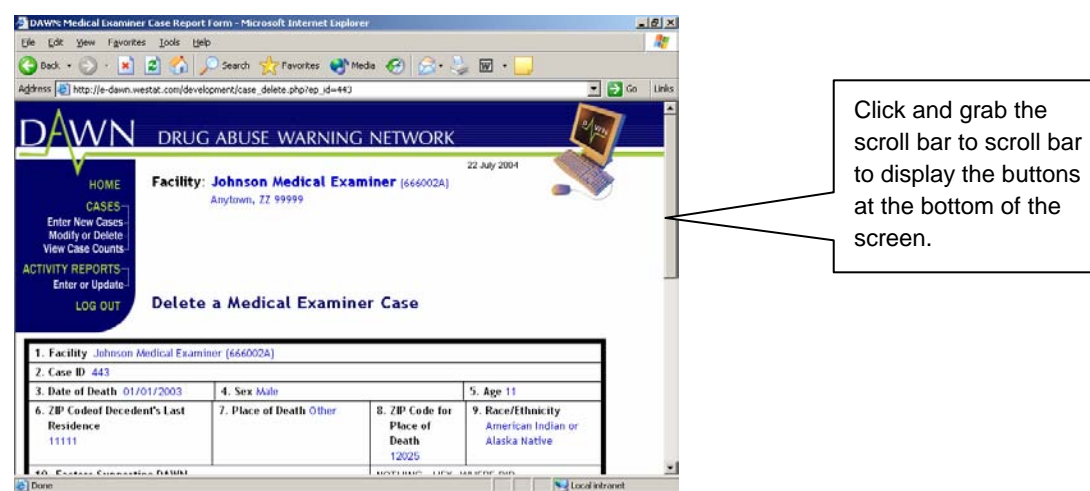 DAWN: Medical Examiner Case Report Form - Microsoft Internet Explorer
File Edit View Favorites Tools Help
Back Search Favorites Media
Address http://e-dawn.westat.com/development/case_delete.php?ep_id=443 Go Links
DAWN DRUG ABUSE WARNING NETWORK
22 July 2004
HOME
CASES
Enter New Cases
Modify or Delete
View Case Counts
ACTIVITY REPORTS
Enter or Update
LOG OUT
Facility: Johnson Medical Examiner (666002A)
Anytown, ZZ 99999
Delete a Medical Examiner Case
1. Facility Johnson Medical Examiner (666002A)
2. Case ID 443
3. Date of Death 01/01/2003 4. Sex Male 5. Age 11
6. ZIP Codeof Decedent's Last
Residence
11111
7. Place of Death Other
8. ZIP Code for
Place of
Death
12025
9. Race/Ethnicity
American Indian or
Alaska Native
Done Local intranet
Click and grab the
scroll bar to scroll bar
to display the buttons
at the bottom of the
screen.